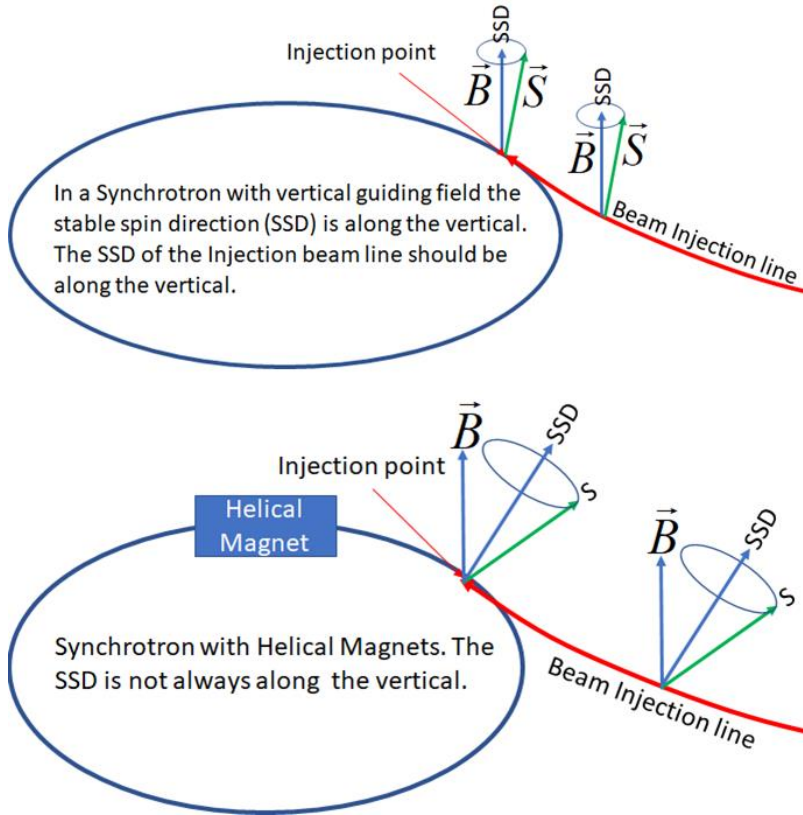 SSD
Injection point
B S
SSD
B S
In a Synchrotron with vertical guiding field the
stable spin direction (SSD) is along the vertical.
The SSD of the Injection beam line should be
along the vertical.
Beam Injection line
B
SSD
Injection point
S
Helical
Magnet
B
SSD
S
Synchrotron with Helical Magnets. The
SSD is not always along the vertical.
Beam Injection line